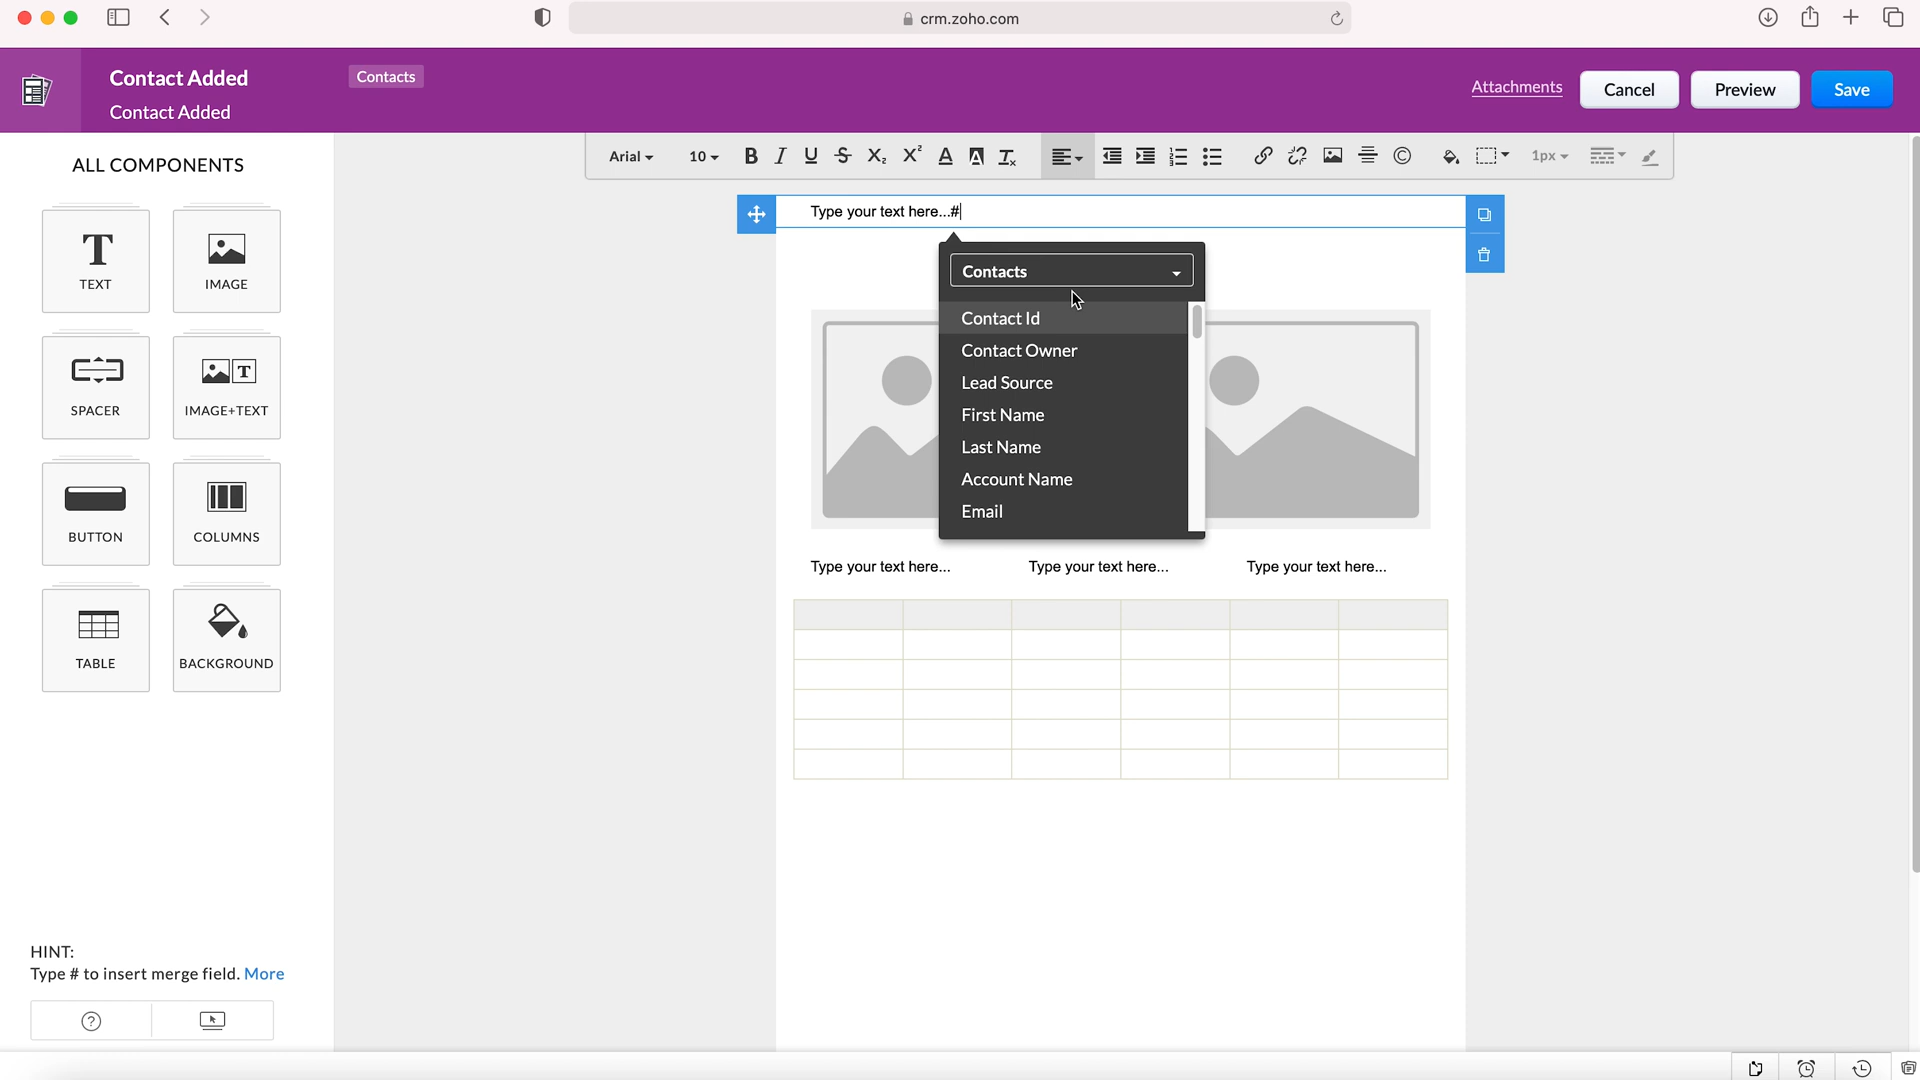 crm.zoho.com
Contact Added
Contacts
Contact Added
Attachments
Cancel
Preview
Save
ALL COMPONENTS
Arial
10
1px
TEXT
IMAGE
SPACER
IMAGE+TEXT
BUTTON
COLUMNS
TABLE
BACKGROUND
HINT:
Type # to insert merge field. More
Type your text here...#
Contacts
Contact Id
Contact Owner
Lead Source
First Name
Last Name
Account Name
Email
Type your text here...
Type your text here...
Type your text here...